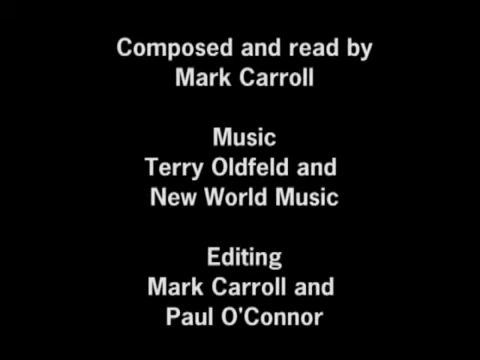 Composed and read by
Mark Carroll
Music
Terry Oldfeld and
New World Music
Editing
Mark Carroll and
Paul O'Connor